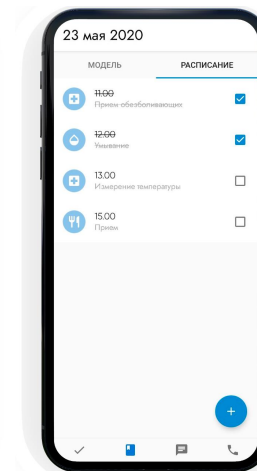 23 мая 2020
МОДЕЛЬ
РАСПИСАНИЕ
11.00
Прием обезболивающих
12.00
Умывание
13.00
Измерение температуры
15.00
Прием